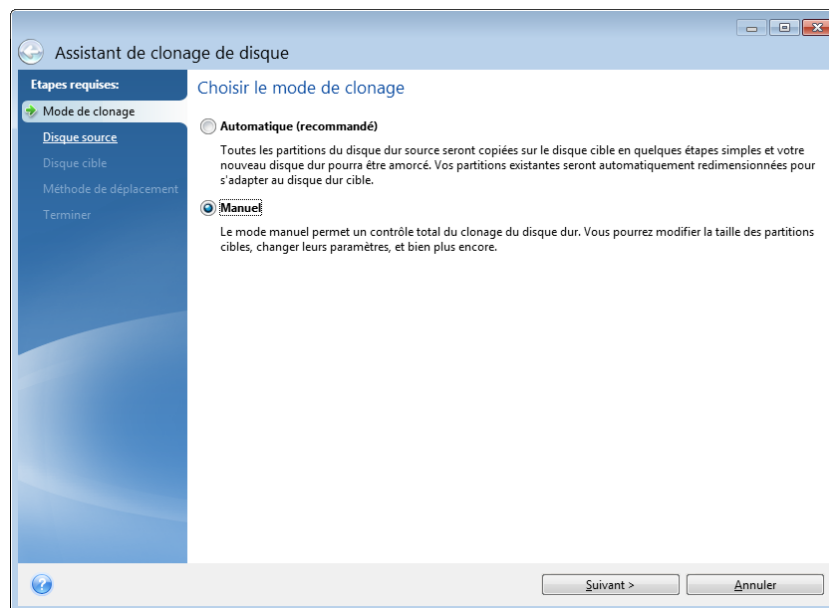 Assistant de clonage de disque
Etapes requises:
Mode de clonage
Disque source
Disque cible
Méthode de déplacement
Terminer
Choisir le mode de clonage
Automatique (recommandé)
Toutes les partitions du disque dur source seront copiées sur le disque cible en quelques étapes simples et votre
nouveau disque dur pourra être amorcé. Vos partitions existantes seront automatiquement redimensionnées pour
s'adapter au disque dur cible.
Manuel
Le mode manuel permet un contrôle total du clonage du disque dur. Vous pourrez modifier la taille des partitions
cibles, changer leurs paramètres, et bien plus encore.
?
Suivant >
Annuler